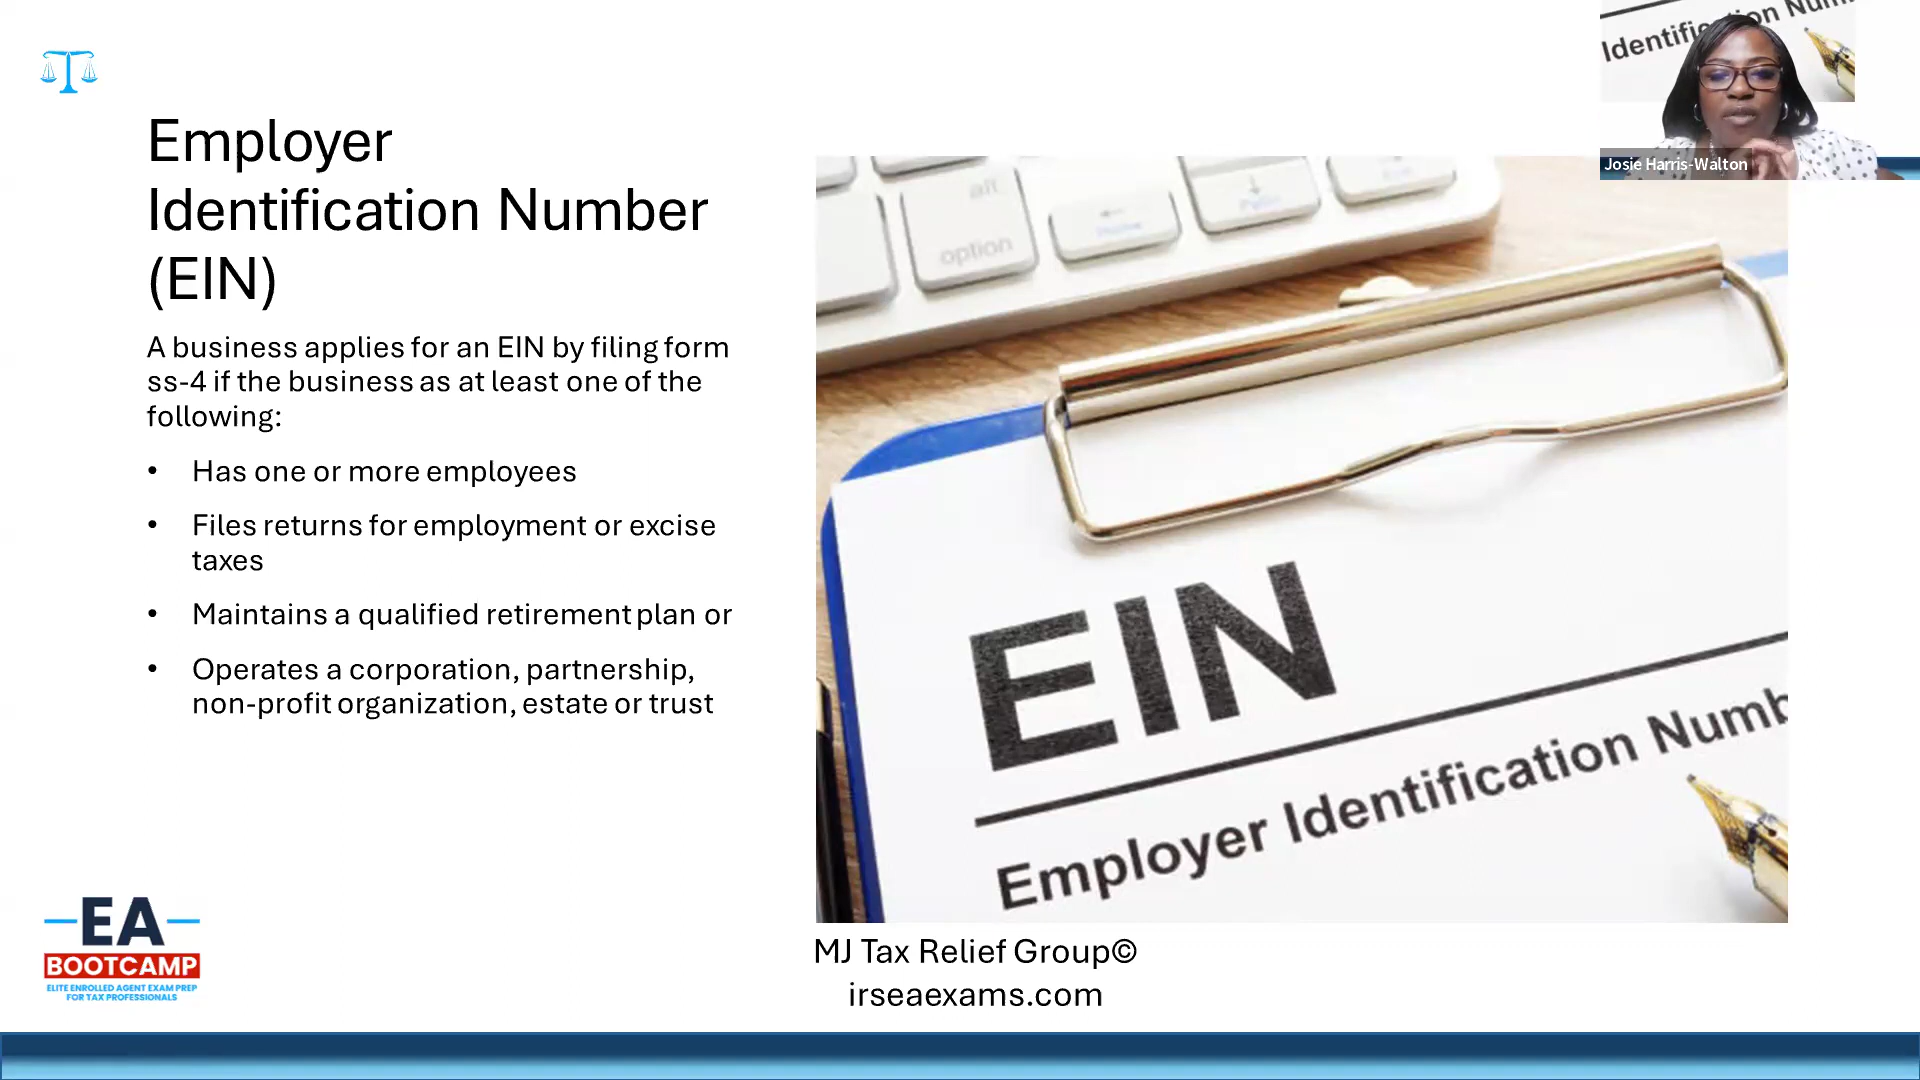 Employer
Identification Number
(EIN)
A business applies for an EIN by filing form
ss-4 if the business as at least one of the
following:
• Has one or more employees
• Files returns for employment or excise
taxes
• Maintains a qualified retirement plan or
• Operates a corporation, partnership,
non-profit organization, estate or trust
EA
BOOTCAMP
ELITE ENROLLED AGENT EXAM PREP
FOR TAX PROFESSIONALS
alt
option
EIN
Employer Identification Numb
MJ Tax Relief Group©
irseaexams.com
Josie Harris-Walton